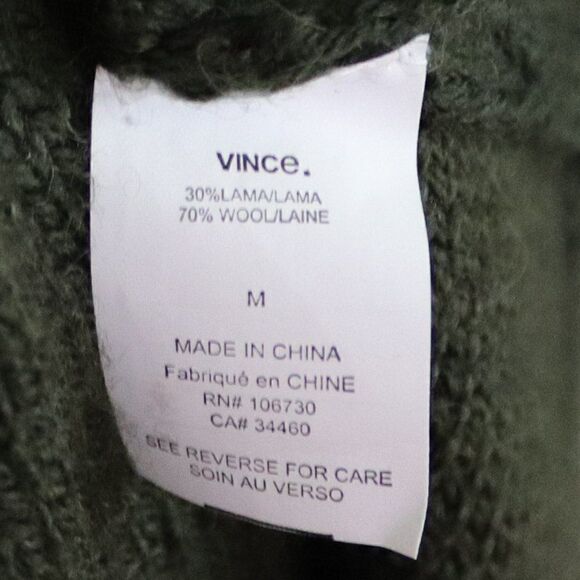 VINCe.
30%LAMA/LAMA
70% WOOL/LAINE
M
MADE IN CHINA
Fabriqué en CHINE
RN# 106730
CA# 34460
SEE REVERSE FOR CARE
SOIN AU VERSO